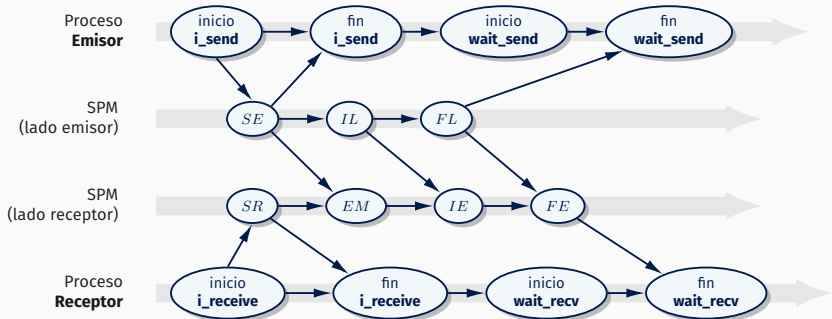 Proceso
Emisor
inicio
i_send
fin
i_send
inicio
wait_send
fin
wait_send
SPM
(lado emisor)
SE
IL
FL
SPM
(lado receptor)
SR
EM
IE
FE
Proceso
Receptor
inicio
i_receive
fin
i_receive
inicio
wait_recv
fin
wait_recv